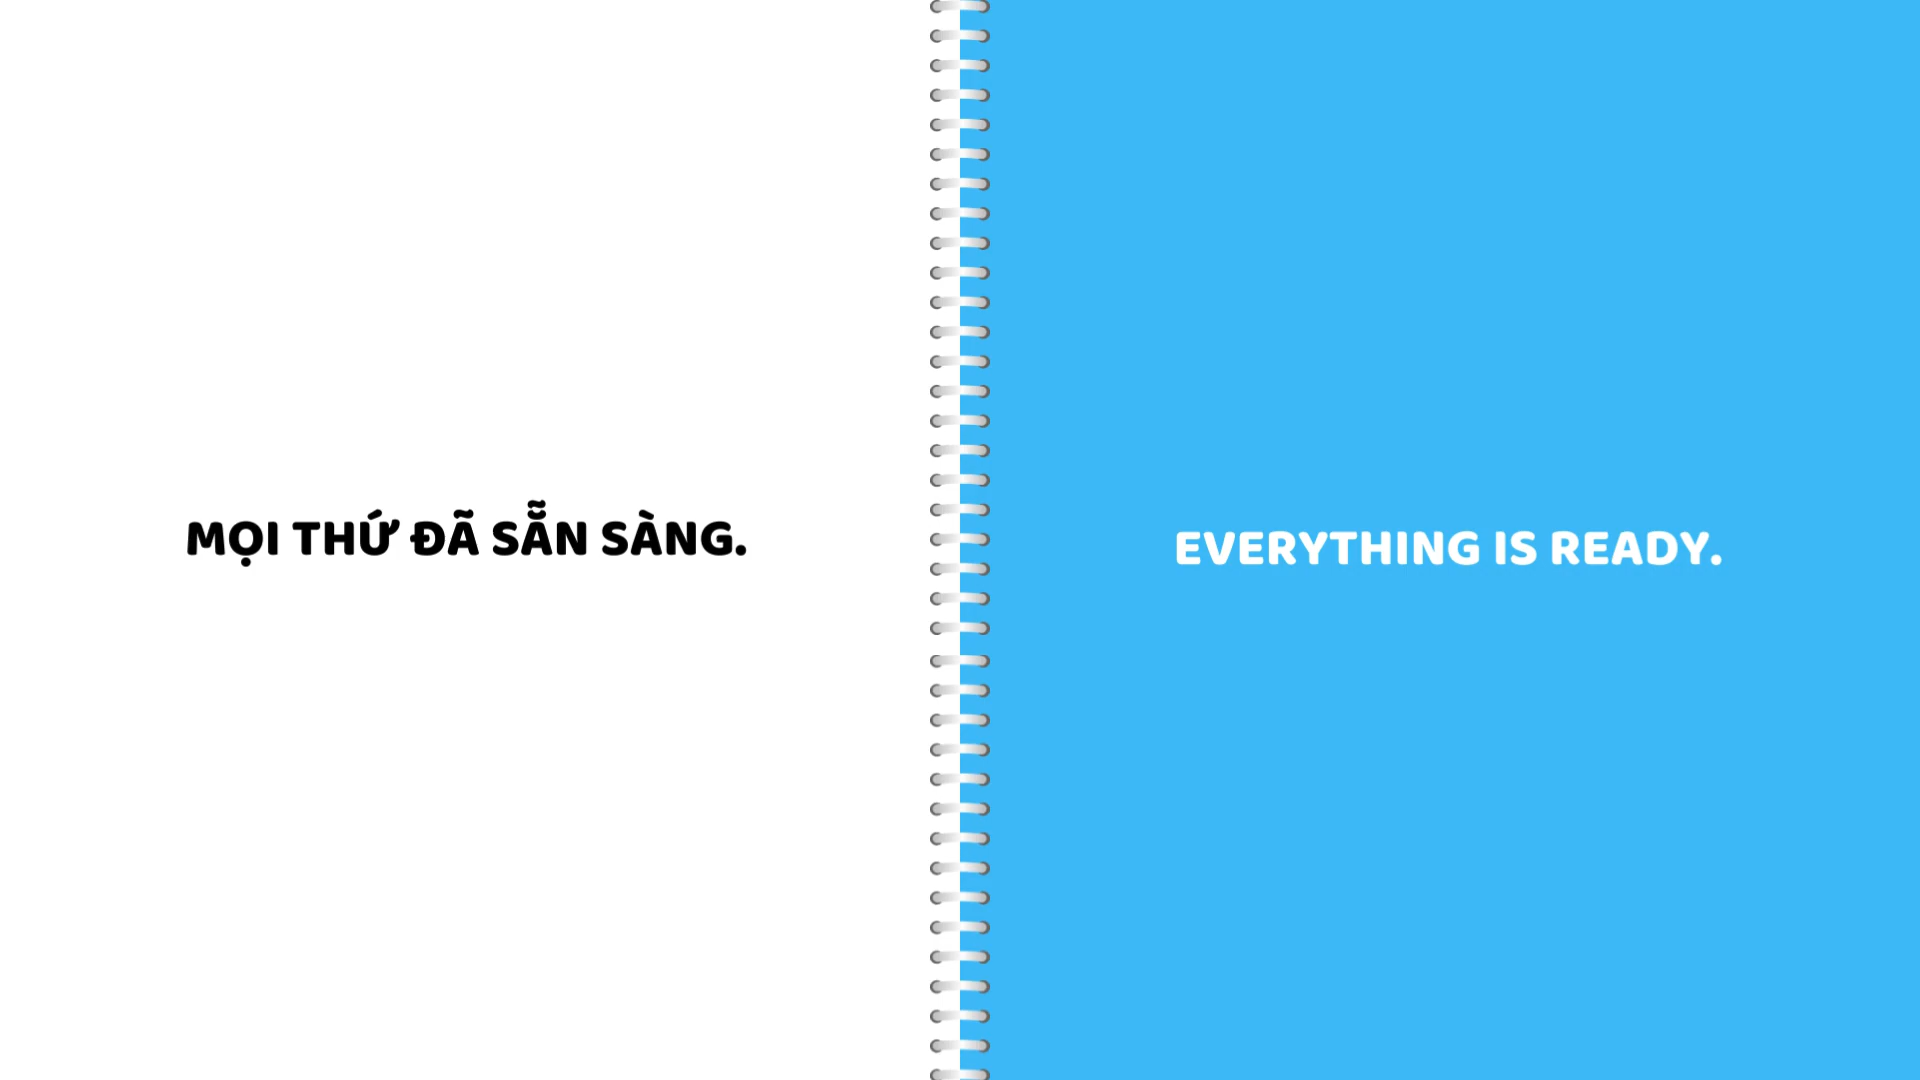 MỌI THỨ ĐÃ SẴN SÀNG.
EVERYTHING IS READY.